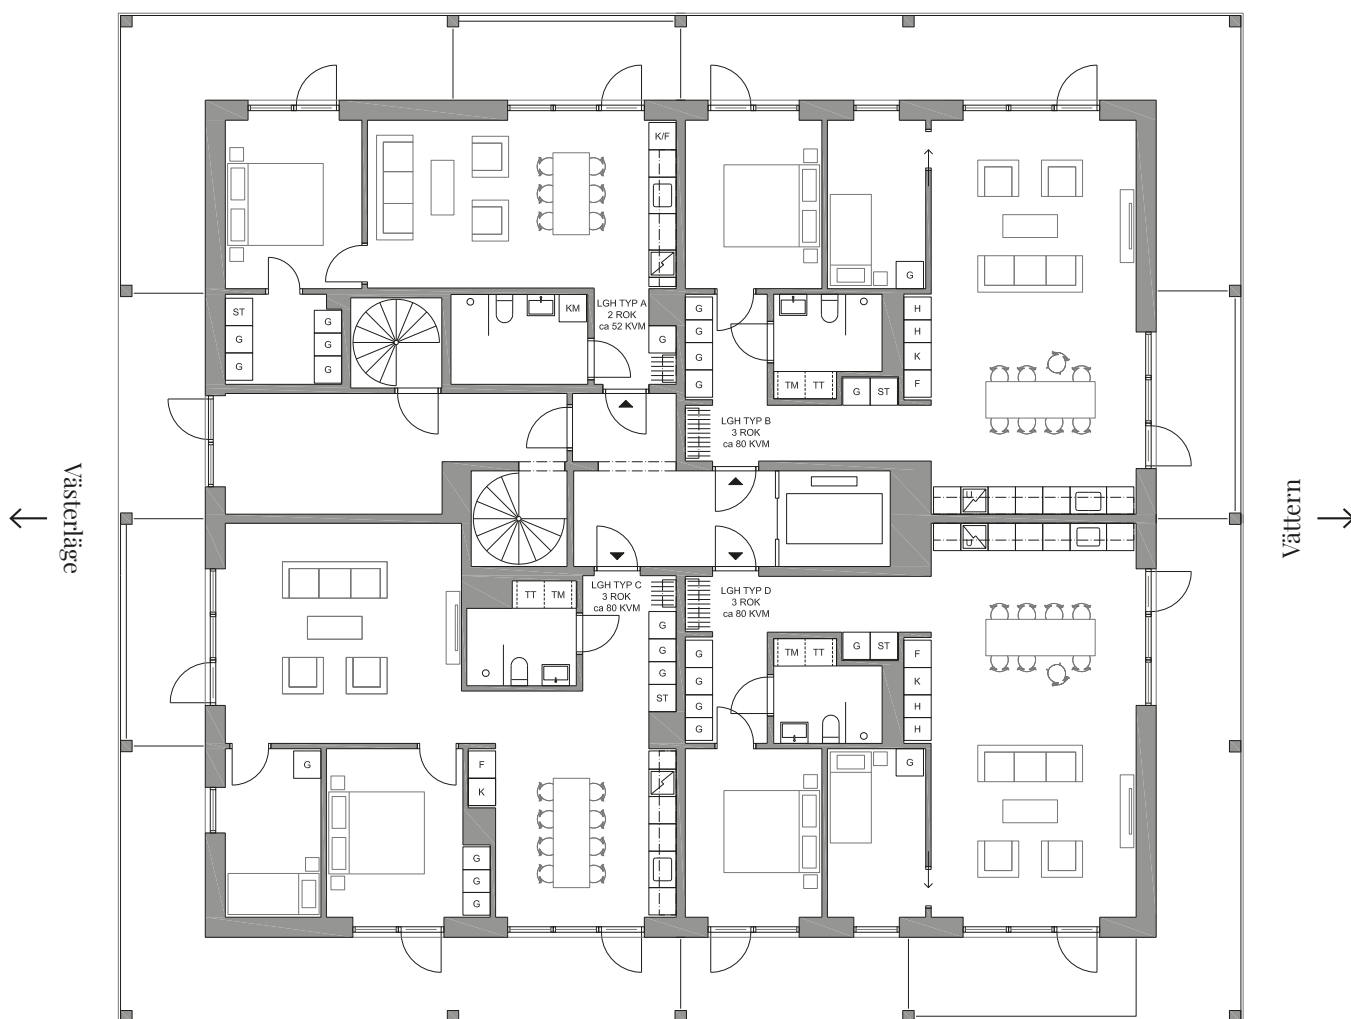 K/F
ST
G
G
G
G
G
KM
LGH TYP A
2 ROK
ca 52 KVM
G
G
G
G
G
TM TT
G ST
G
H
H
K
F
LGH TYP B
3 ROK
ca 80 KVM
Västerläge
Vättern
TT TM
LGH TYP C
3 ROK
ca 80 KVM
G
G
G
ST
LGH TYP D
3 ROK
ca 80 KVM
TM TT
G ST
G
G
G
G
F
K
H
H
G
G
F
K
G
G
G